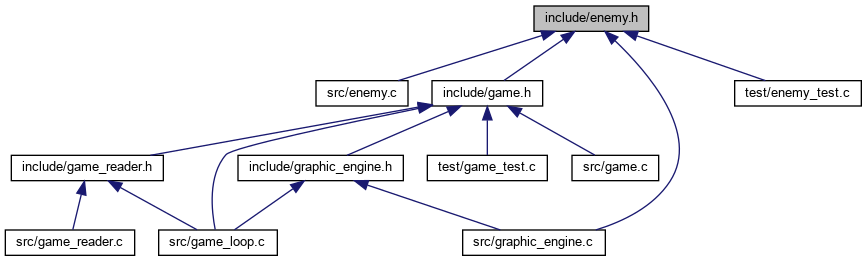 include/enemy.h
src/enemy.c
include/game.h
test/enemy_test.c
include/game_reader.h
include/graphic_engine.h
test/game_test.c
src/game.c
src/game_reader.c
src/game_loop.c
src/graphic_engine.c